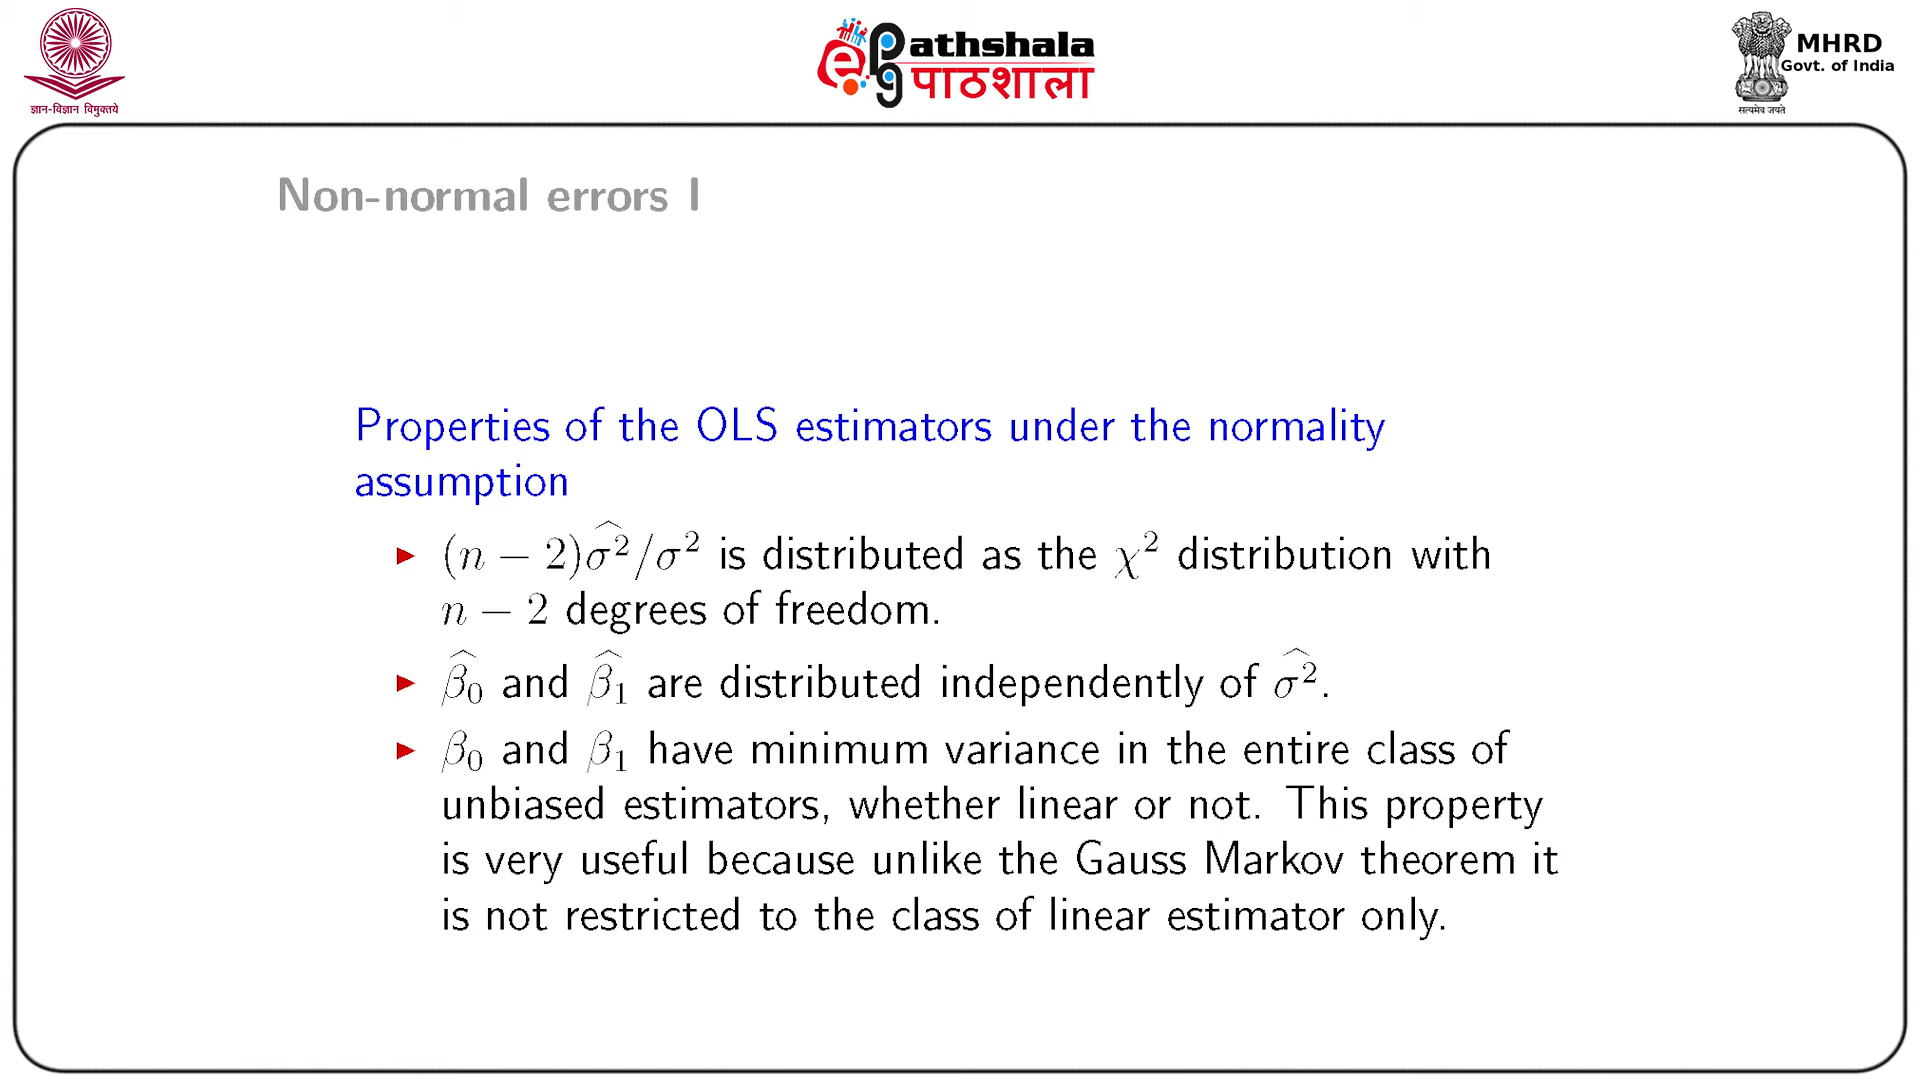 ज्ञान-विज्ञान विमुक्तये
e PG Pathshala
पाठशाला
MHRD
Govt. of India
सत्यमेव जयते
Non-normal errors I
Properties of the OLS estimators under the normality
assumption
▶ (n − 2)σ̂²/σ² is distributed as the χ² distribution with
n − 2 degrees of freedom.
▶ β̂₀ and β̂₁ are distributed independently of σ̂².
▶ β₀ and β₁ have minimum variance in the entire class of
unbiased estimators, whether linear or not. This property
is very useful because unlike the Gauss Markov theorem it
is not restricted to the class of linear estimator only.